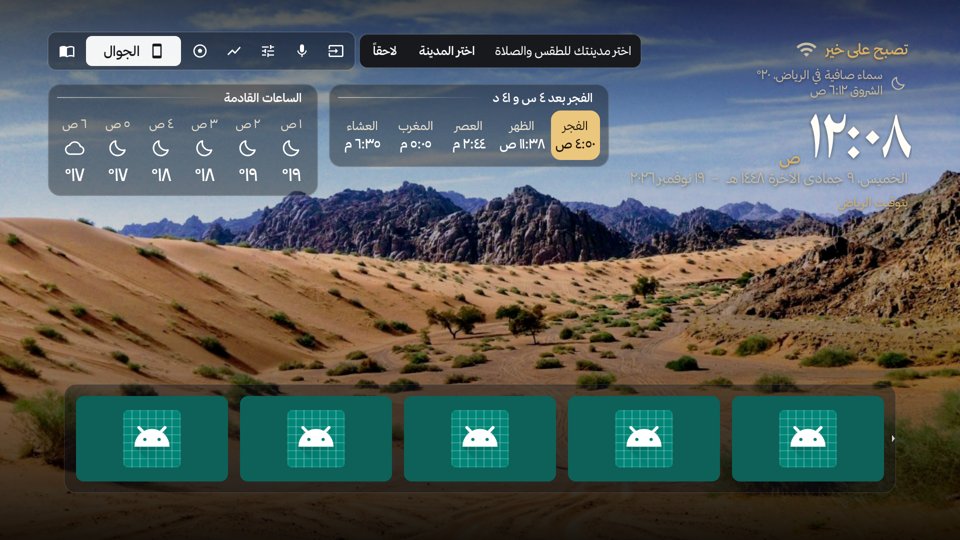 تصبح على خير
سماء صافية في الرياض، ٢٠°
الشروق ٦:١٢ ص
١٢:٠٨ ص
الخميس، ٩ جمادى الآخرة ١٤٤٨ هـ – ١٩ نوفمبر ٢٠٢٦
بتوقيت الرياض
اختر مدينتك للطقس والصلاة اختر المدينة لاحقاً
الجوال
الفجر بعد ٤ س و ٤١ د
الفجر الظهر العصر المغرب العشاء
٤:٥٠ ص ١١:٣٨ ص ٢:٤٤ م ٥:٠٥ م ٦:٣٥ م
الساعات القادمة
١ ص ٢ ص ٣ ص ٤ ص ٥ ص ٦ ص
١٩° ١٩° ١٨° ١٨° ١٧° ١٧°